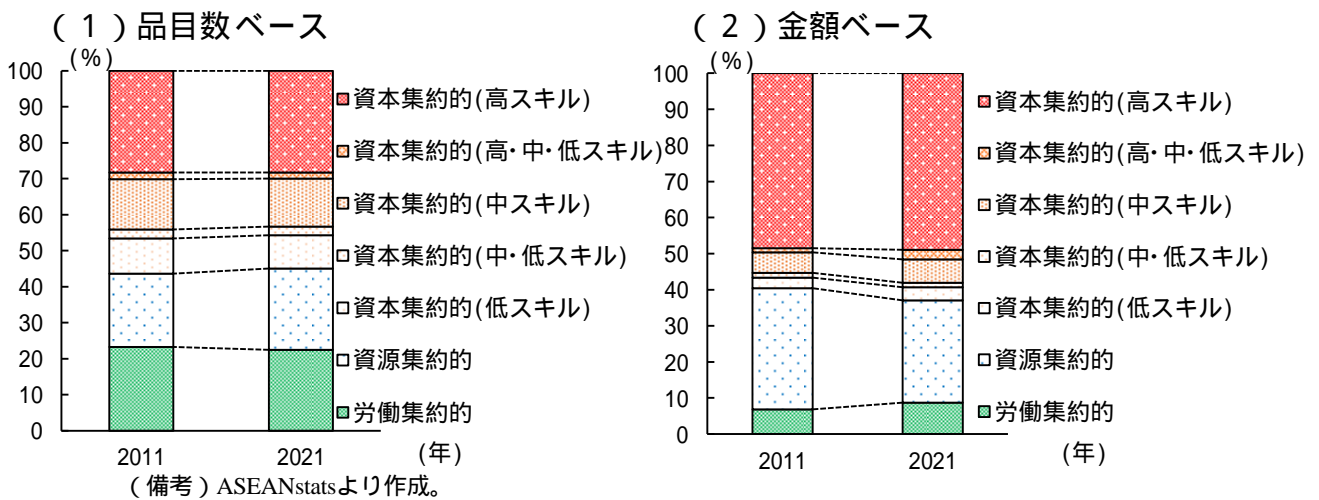 (1)品目数ベース
(%)
100
90
80
70
60
50
40
30
20
10
0
2011
2021
(年)
資本集約的(高スキル)
資本集約的(高・中・低スキル)
資本集約的(中スキル)
資本集約的(中・低スキル)
資本集約的(低スキル)
資源集約的
労働集約的
(備考)ASEANstatsより作成。
(2)金額ベース
(%)
100
90
80
70
60
50
40
30
20
10
0
2011
2021
(年)
資本集約的(高スキル)
資本集約的(高・中・低スキル)
資本集約的(中スキル)
資本集約的(中・低スキル)
資本集約的(低スキル)
資源集約的
労働集約的